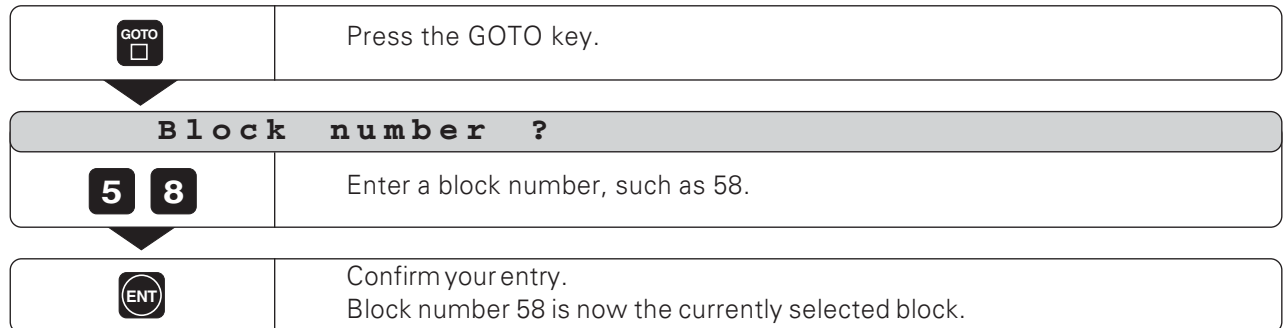 GOTO
Press the GOTO key.
Block number ?
5 8
Enter a block number, such as 58.
ENT
Confirm your entry.
Block number 58 is now the currently selected block.